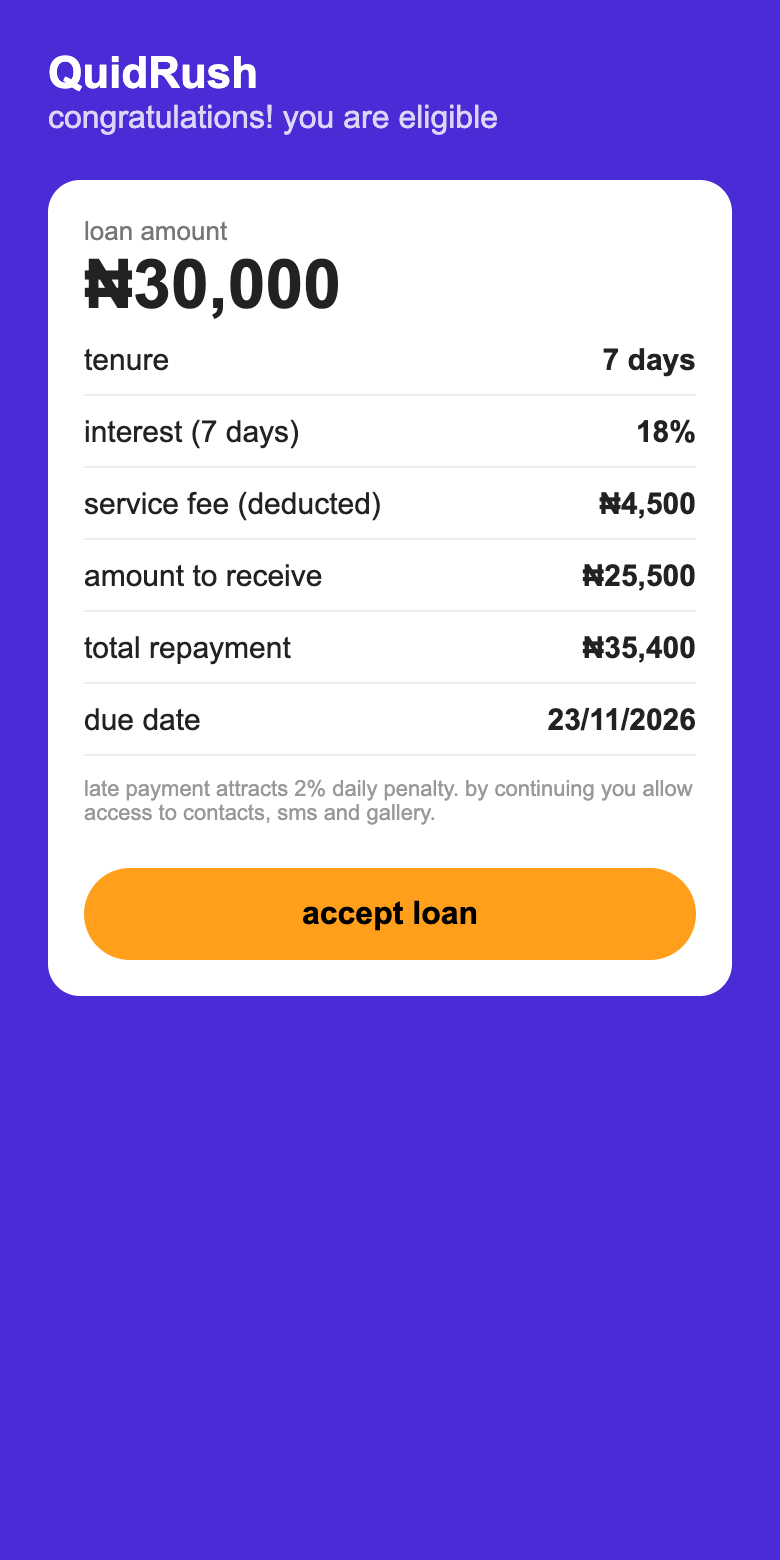 QuidRush
congratulations! you are eligible
loan amount
₦30,000
tenure 7 days
interest (7 days) 18%
service fee (deducted) ₦4,500
amount to receive ₦25,500
total repayment ₦35,400
due date 23/11/2026
late payment attracts 2% daily penalty. by continuing you allow
access to contacts, sms and gallery.
accept loan